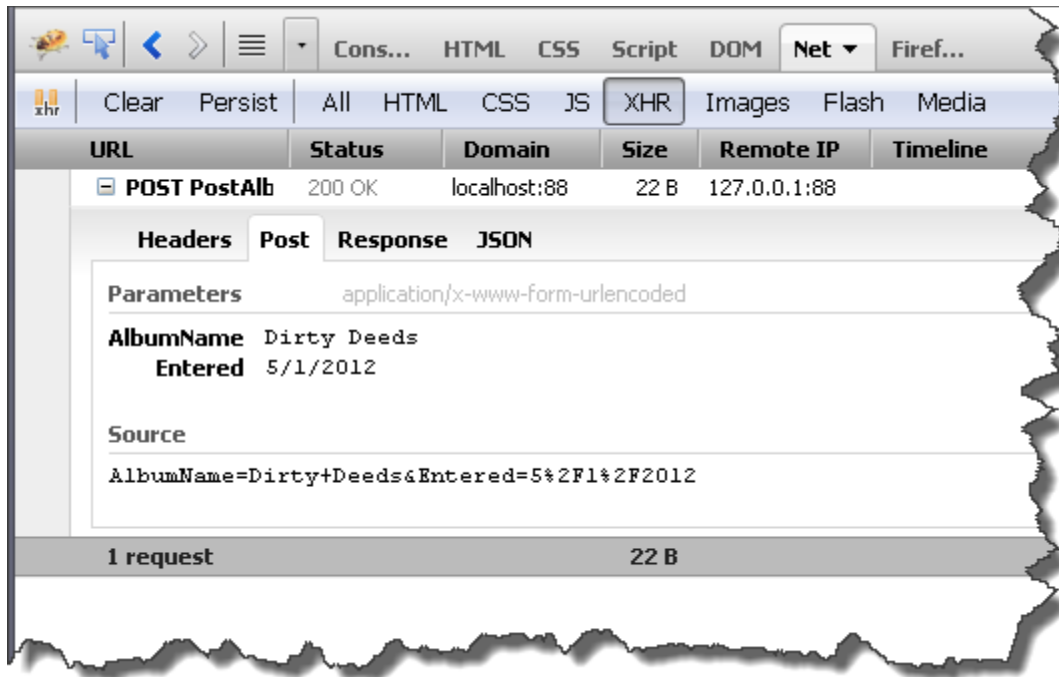 Cons... HTML CSS Script DOM Net Firef...
xhr Clear Persist All HTML CSS JS XHR Images Flash Media
URL Status Domain Size Remote IP Timeline
POST PostAlb 200 OK localhost:88 22 B 127.0.0.1:88
Headers Post Response JSON
Parameters application/x-www-form-urlencoded
AlbumName Dirty Deeds
Entered 5/1/2012
Source
AlbumName=Dirty+Deeds&Entered=5%2F1%2F2012
1 request 22 B